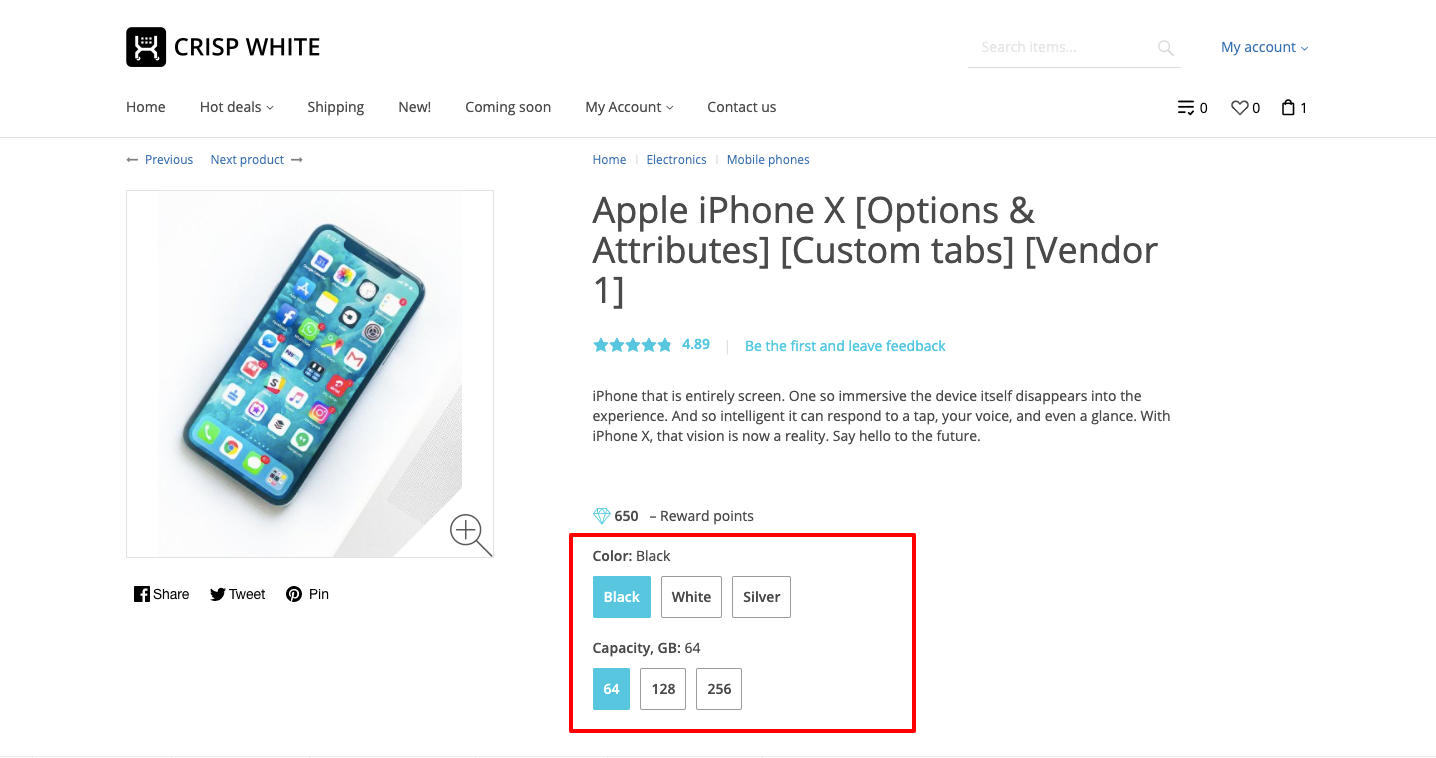 CRISP WHITE
Search items...
My account
Home Hot deals Shipping New! Coming soon My Account Contact us
0 0 1
Previous Next product
Home Electronics Mobile phones
Apple iPhone X [Options &
Attributes] [Custom tabs] [Vendor
1]
4.89 Be the first and leave feedback
iPhone that is entirely screen. One so immersive the device itself disappears into the
experience. And so intelligent it can respond to a tap, your voice, and even a glance. With
iPhone X, that vision is now a reality. Say hello to the future.
650 – Reward points
Color: Black
Black White Silver
Capacity, GB: 64
64 128 256
Share Tweet Pin